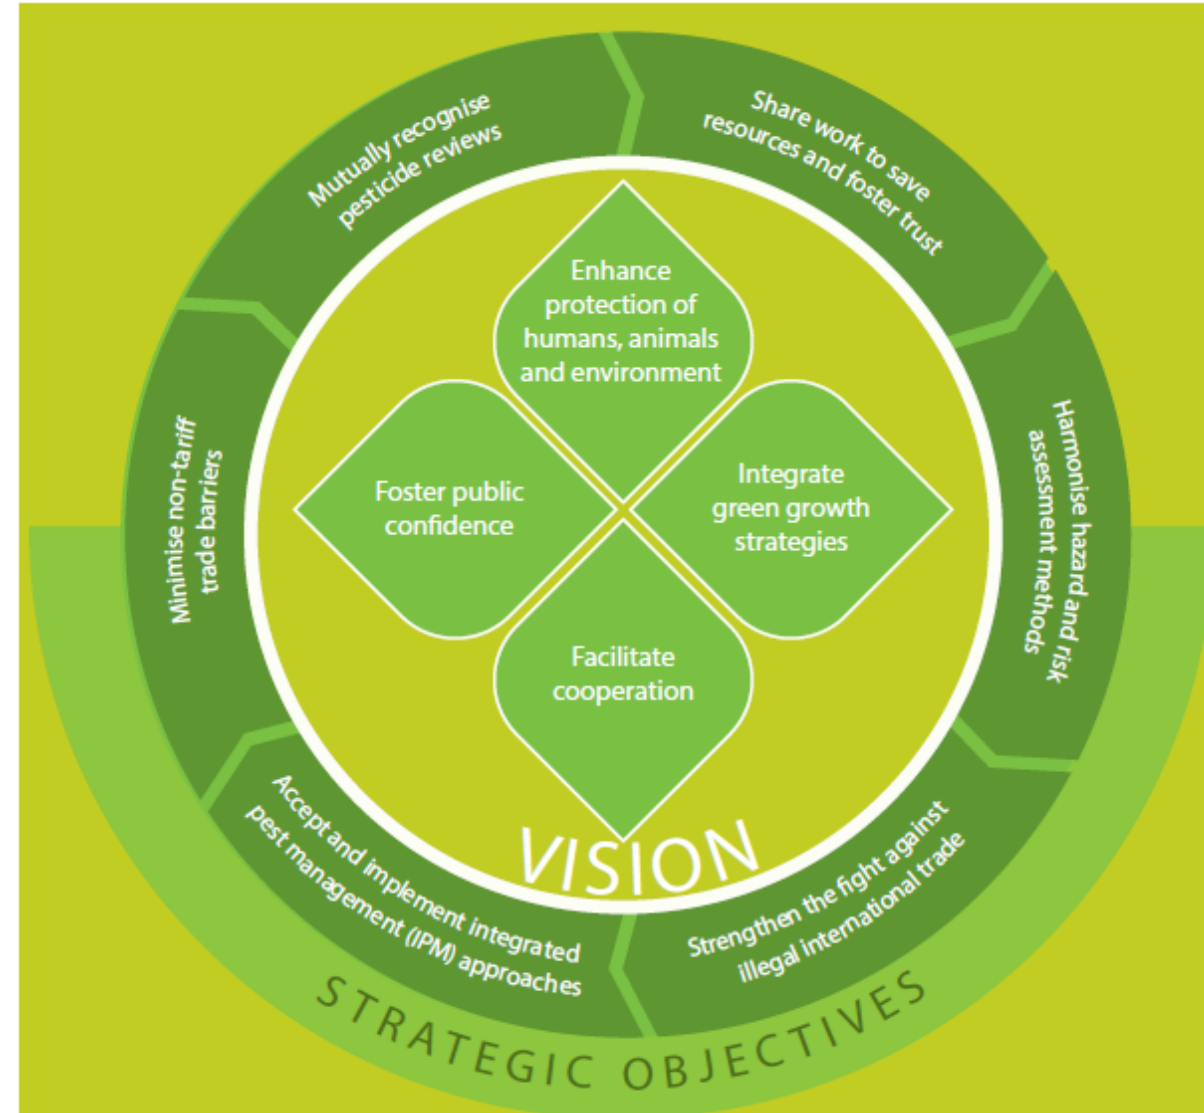 Mutually recognise
pesticide reviews
Share work to save
resources and foster trust
Harmonise hazard and risk
assessment methods
Strengthen the fight against
illegal international trade
Accept and implement integrated
pest management (IPM) approaches
Minimise non-tariff
trade barriers
Enhance
protection of
humans, animals
and environment
Foster public
confidence
Integrate
green growth
strategies
Facilitate
cooperation
VISION
STRATEGIC OBJECTIVES